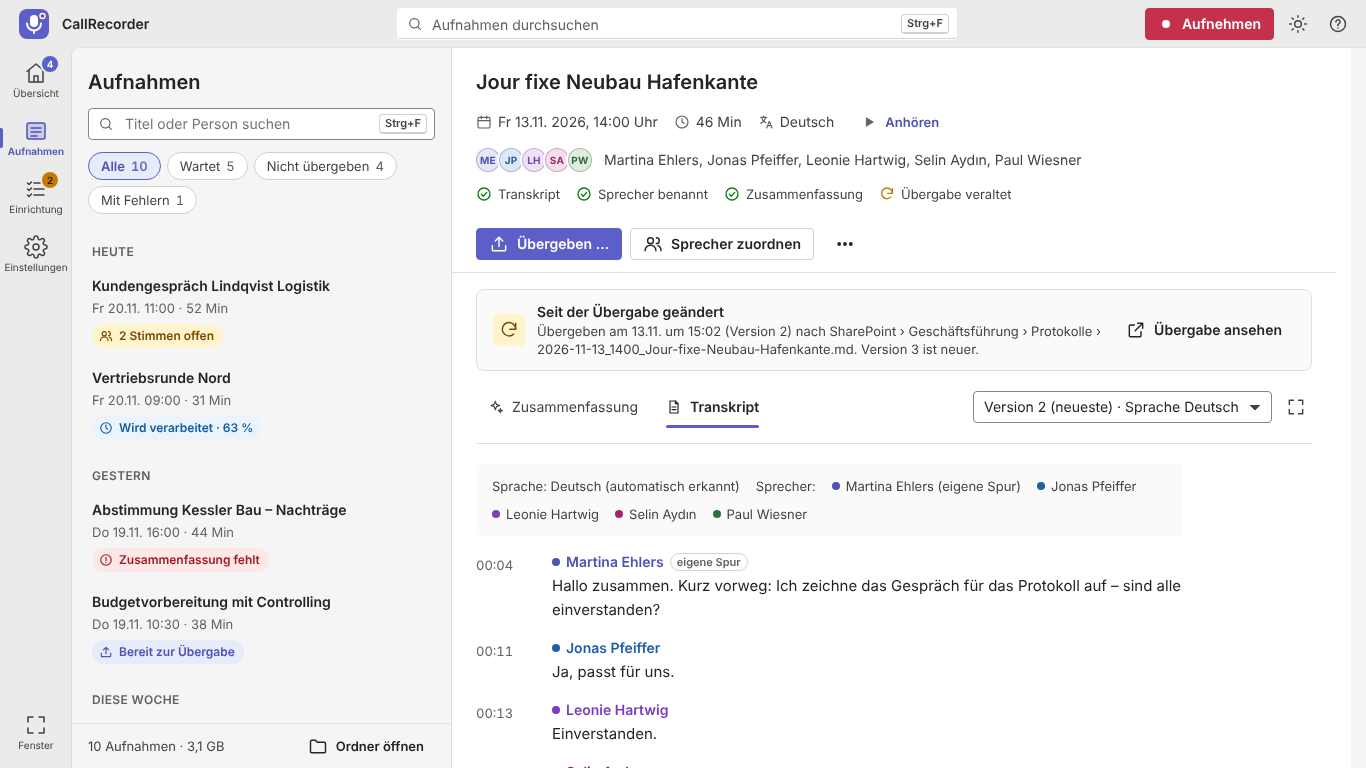 CallRecorder
Aufnahmen durchsuchen
Strg+F
Aufnehmen
4
Übersicht
Aufnahmen
2
Einrichtung
Einstellungen
Fenster
Aufnahmen
Titel oder Person suchen
Strg+F
Alle 10
Wartet 5
Nicht übergeben 4
Mit Fehlern 1
HEUTE
Kundengespräch Lindqvist Logistik
Fr 20.11. 11:00 · 52 Min
2 Stimmen offen
Vertriebsrunde Nord
Fr 20.11. 09:00 · 31 Min
Wird verarbeitet · 63 %
GESTERN
Abstimmung Kessler Bau – Nachträge
Do 19.11. 16:00 · 44 Min
Zusammenfassung fehlt
Budgetvorbereitung mit Controlling
Do 19.11. 10:30 · 38 Min
Bereit zur Übergabe
DIESE WOCHE
10 Aufnahmen · 3,1 GB
Ordner öffnen
Jour fixe Neubau Hafenkante
Fr 13.11. 2026, 14:00 Uhr
46 Min
Deutsch
Anhören
ME JP LH SA PW
Martina Ehlers, Jonas Pfeiffer, Leonie Hartwig, Selin Aydın, Paul Wiesner
Transkript
Sprecher benannt
Zusammenfassung
Übergabe veraltet
Übergeben ...
Sprecher zuordnen
Seit der Übergabe geändert
Übergeben am 13.11. um 15:02 (Version 2) nach SharePoint › Geschäftsführung › Protokolle ›
2026-11-13_1400_Jour-fixe-Neubau-Hafenkante.md. Version 3 ist neuer.
Übergabe ansehen
Zusammenfassung
Transkript
Version 2 (neueste) · Sprache Deutsch
Sprache: Deutsch (automatisch erkannt) Sprecher: Martina Ehlers (eigene Spur) Jonas Pfeiffer
Leonie Hartwig Selin Aydın Paul Wiesner
00:04
Martina Ehlers eigene Spur
Hallo zusammen. Kurz vorweg: Ich zeichne das Gespräch für das Protokoll auf – sind alle
einverstanden?
00:11
Jonas Pfeiffer
Ja, passt für uns.
00:13
Leonie Hartwig
Einverstanden.